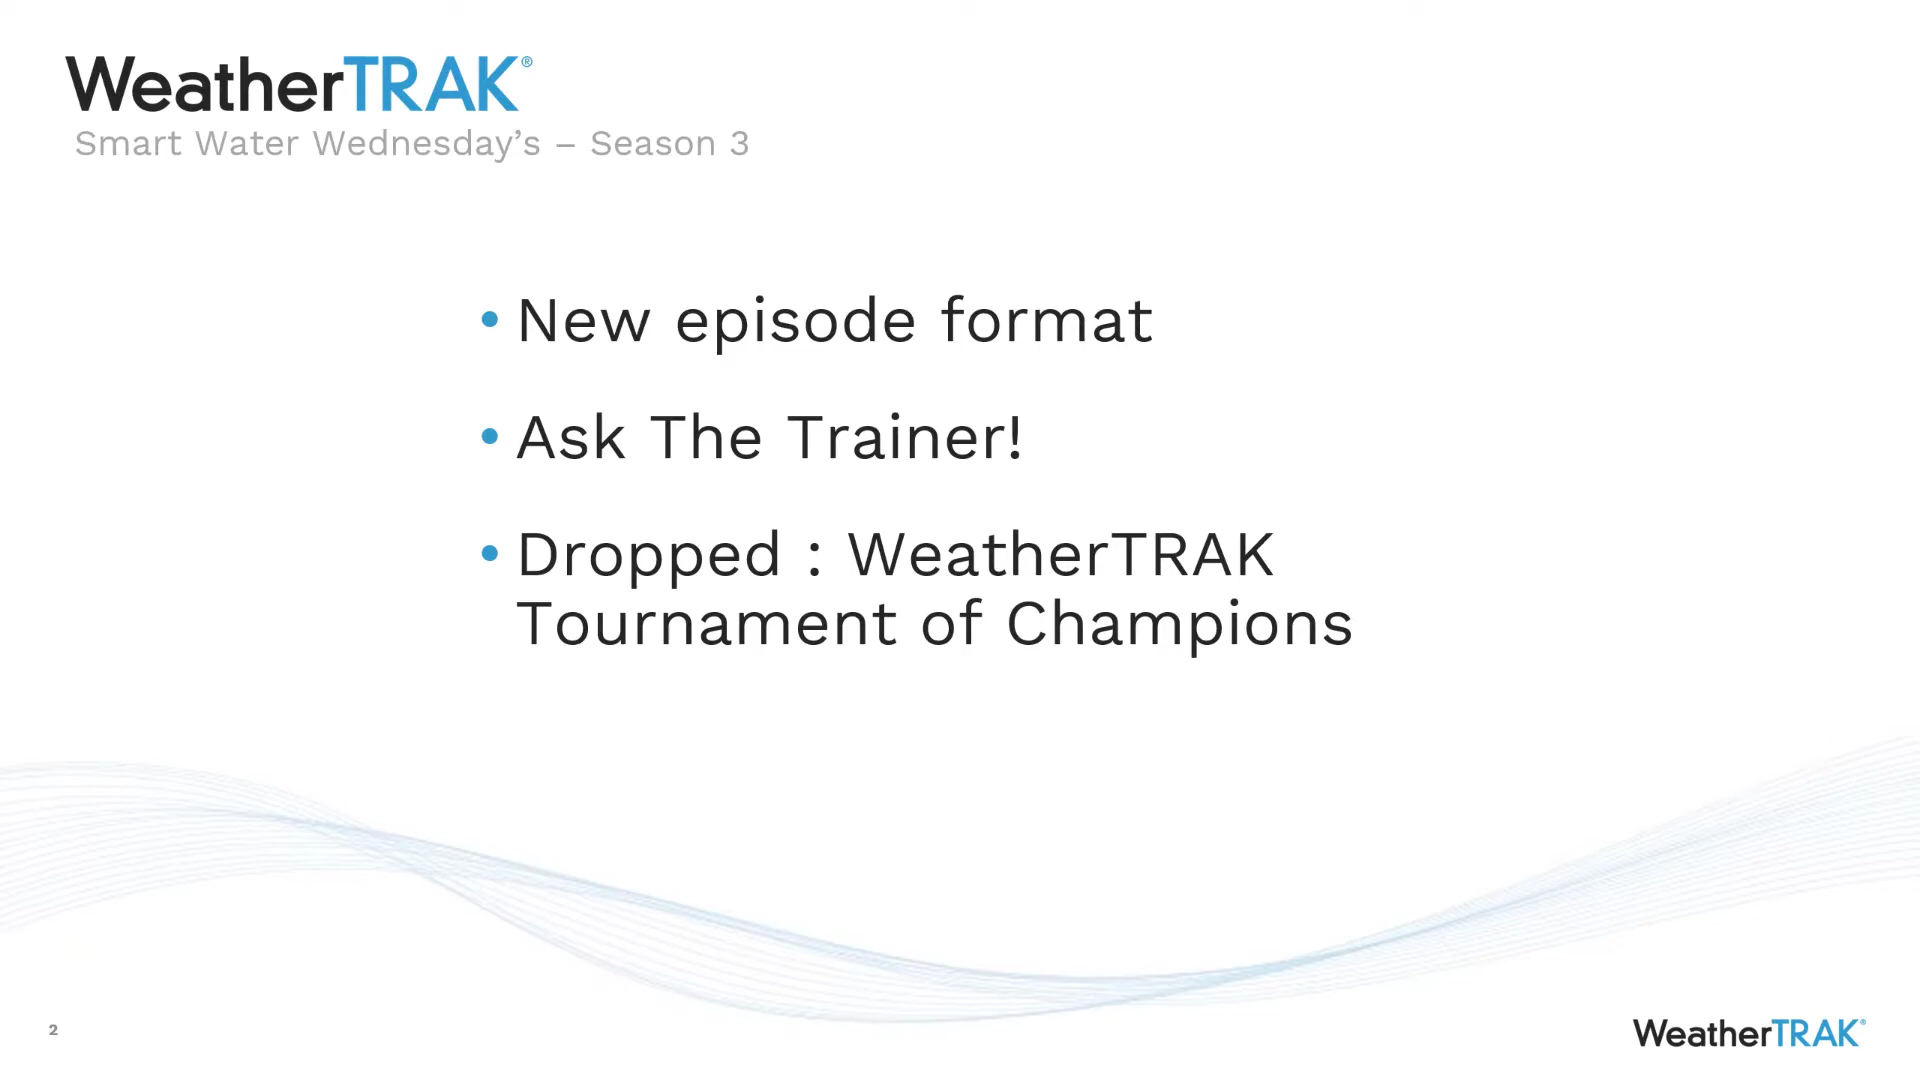 WeatherTRAK®
Smart Water Wednesday’s – Season 3
• New episode format
• Ask The Trainer!
• Dropped : WeatherTRAK
Tournament of Champions
2
WeatherTRAK®